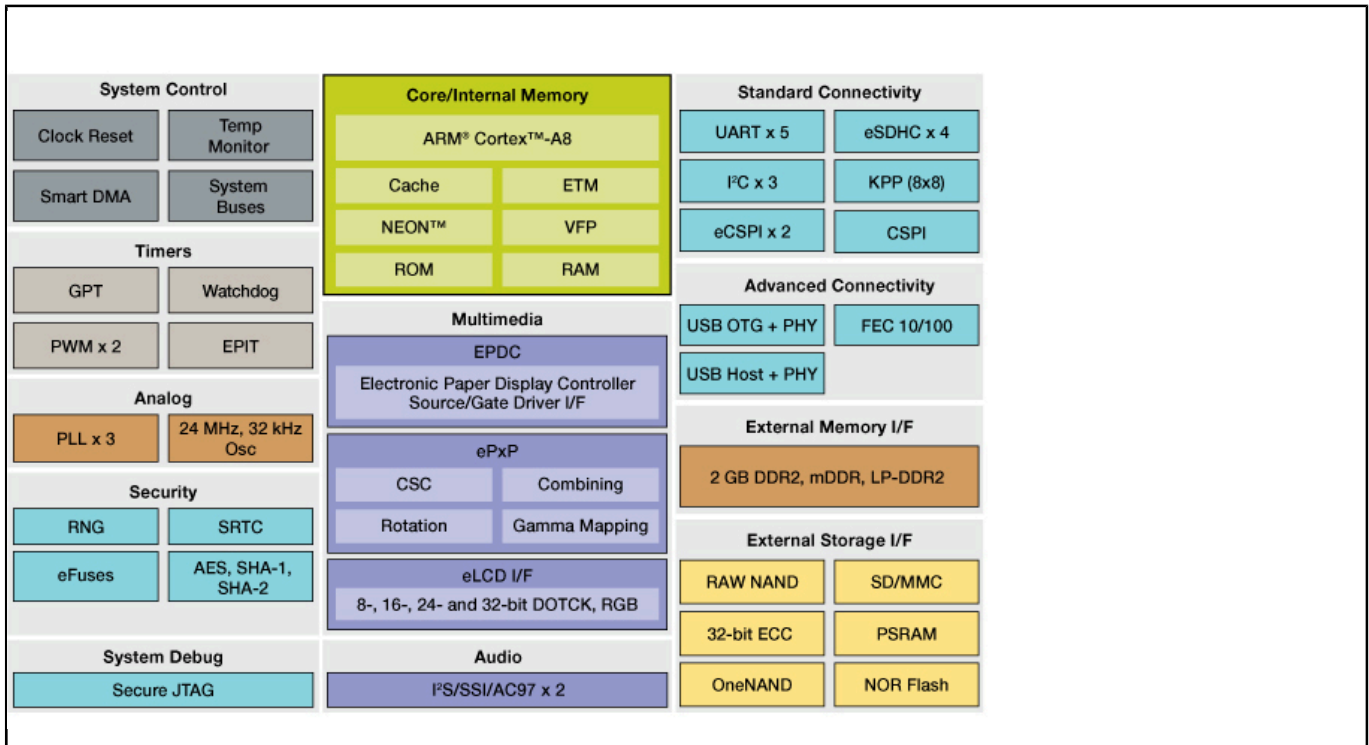 System Control
Clock Reset
Temp
Monitor
Smart DMA
System
Buses
Timers
GPT
Watchdog
PWM x 2
EPIT
Analog
PLL x 3
24 MHz, 32 kHz
Osc
Security
RNG
SRTC
eFuses
AES, SHA-1,
SHA-2
System Debug
Secure JTAG
Core/Internal Memory
ARM® Cortex™-A8
Cache
ETM
NEON™
VFP
ROM
RAM
Multimedia
EPDC
Electronic Paper Display Controller
Source/Gate Driver I/F
ePxP
CSC
Combining
Rotation
Gamma Mapping
eLCD I/F
8-, 16-, 24- and 32-bit DOTCK, RGB
Audio
I²S/SSI/AC97 x 2
Standard Connectivity
UART x 5
eSDHC x 4
I²C x 3
KPP (8x8)
eCSPI x 2
CSPI
Advanced Connectivity
USB OTG + PHY
FEC 10/100
USB Host + PHY
External Memory I/F
2 GB DDR2, mDDR, LP-DDR2
External Storage I/F
RAW NAND
SD/MMC
32-bit ECC
PSRAM
OneNAND
NOR Flash